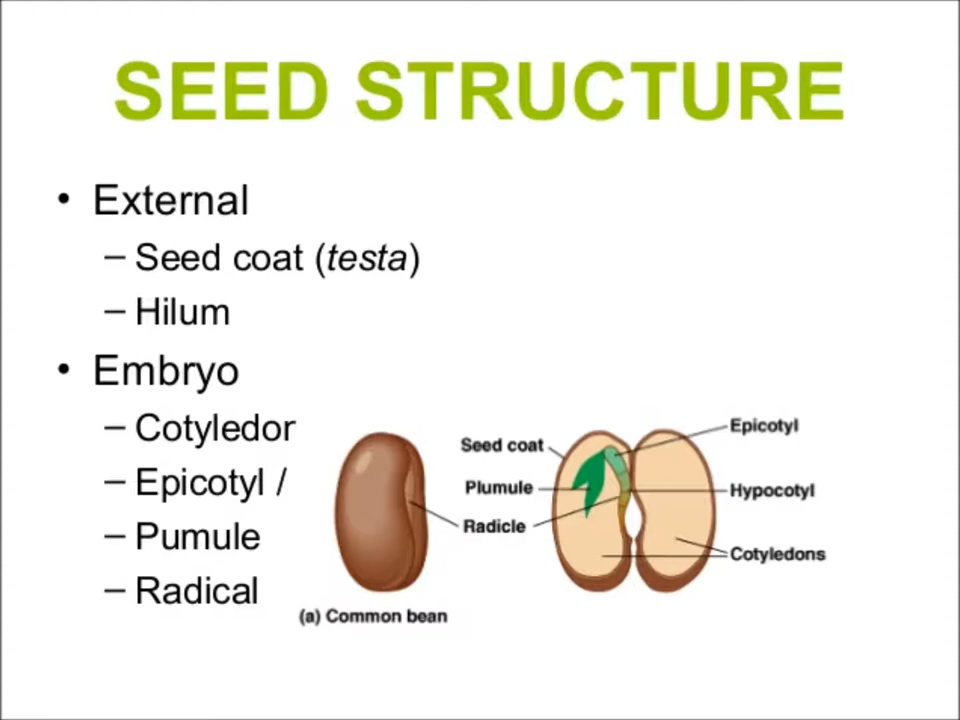 SEED STRUCTURE
• External
– Seed coat (testa)
– Hilum
• Embryo
– Cotyledor
– Epicotyl /
– Pumule
– Radical
Seed coat
Plumule
Radicle
Epicotyl
Hypocotyl
Cotyledons
(a) Common bean